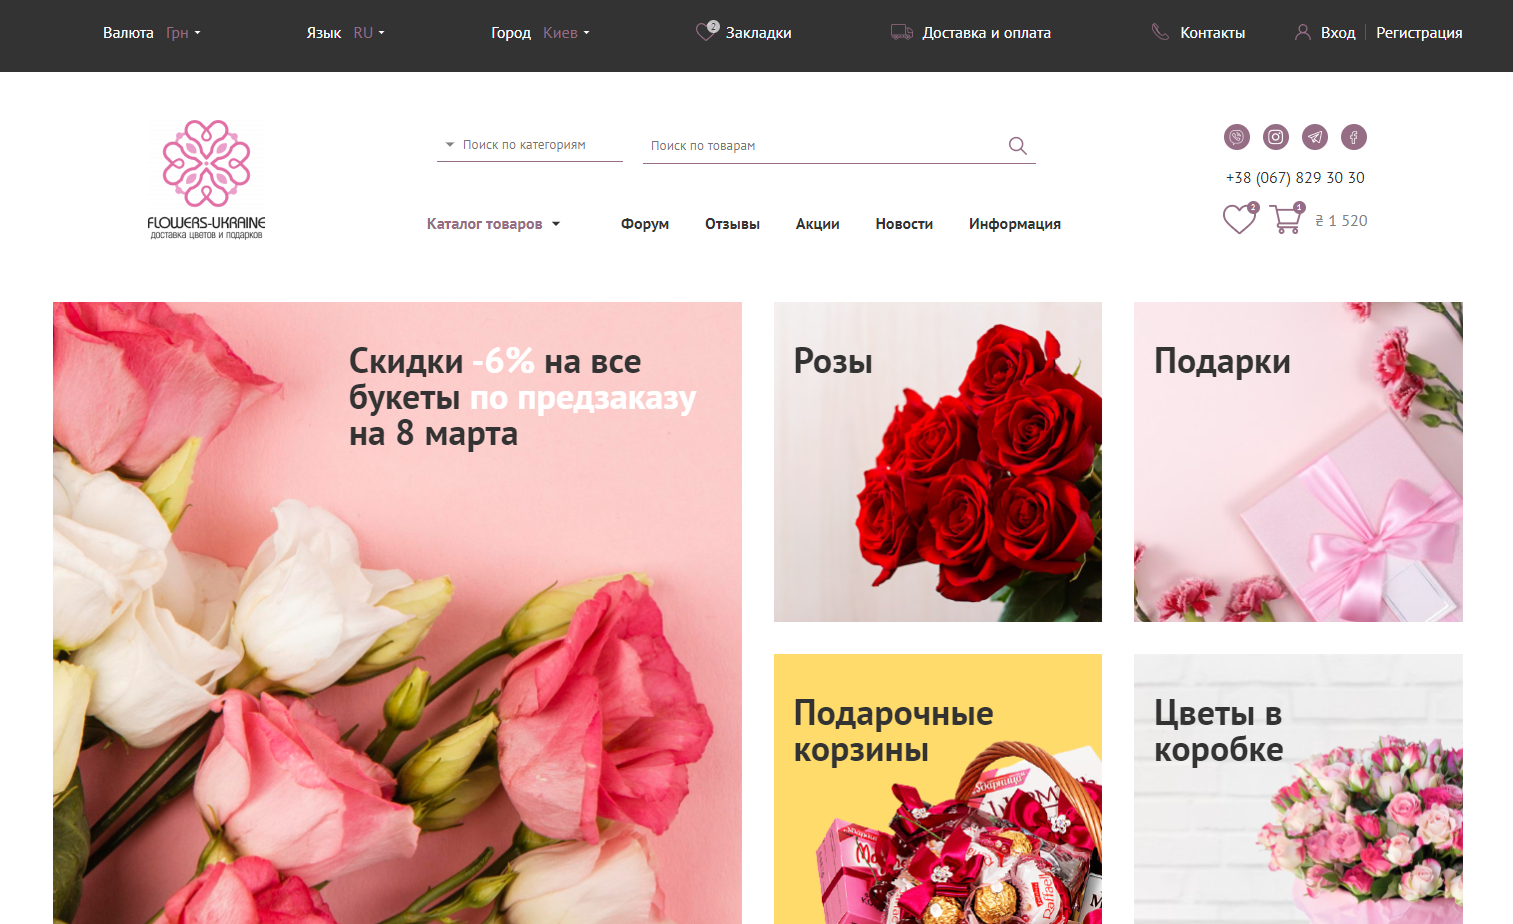 Валюта Грн
Язык RU
Город Киев
2 Закладки
Доставка и оплата
Контакты
Вход
Регистрация
FLOWERS-UKRAINE
доставка цветов и подарков
Поиск по категориям
Поиск по товарам
+38 (067) 829 30 30
2
1
₴ 1 520
Каталог товаров
Форум
Отзывы
Акции
Новости
Информация
Скидки -6% на все
букеты по предзаказу
на 8 марта
Розы
Подарки
Подарочные
корзины
Цветы в
коробке
Raffaello